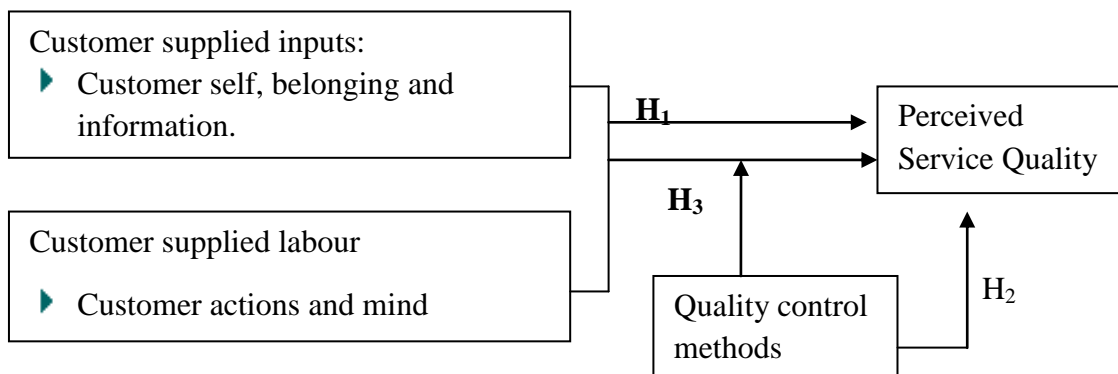 Customer supplied inputs:
Customer self, belonging and
information.
H₁
Perceived
Service Quality
H₃
Customer supplied labour
Customer actions and mind
Quality control
methods
H₂